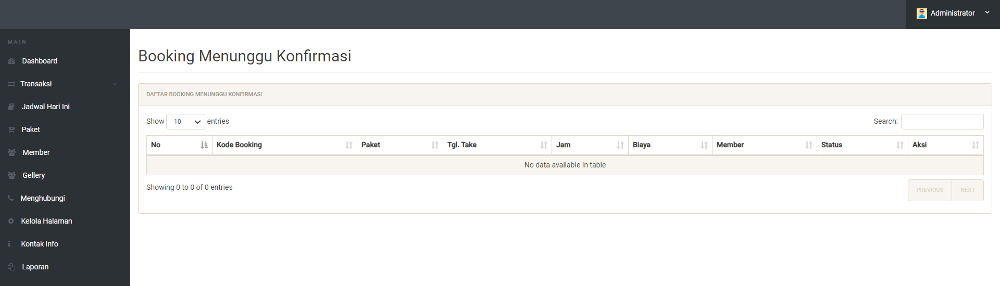 Administrator
MAIN
Dashboard
Transaksi
Jadwal Hari Ini
Paket
Member
Gellery
Menghubungi
Kelola Halaman
Kontak Info
Laporan
Booking Menunggu Konfirmasi
DAFTAR BOOKING MENUNGGU KONFIRMASI
Show 10 entries
Search:
No Kode Booking Paket Tgl. Take Jam Biaya Member Status Aksi
No data available in table
Showing 0 to 0 of 0 entries
PREVIOUS NEXT